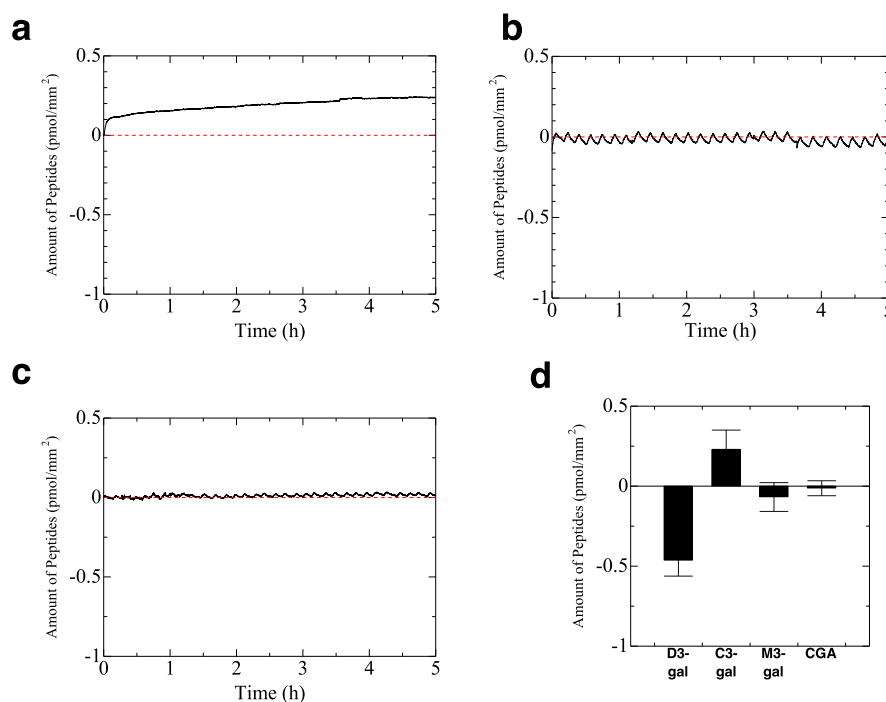 a
0.5
0
-0.5
-1
0 1 2 3 4 5
Amount of Peptides (pmol/mm2)
Time (h)
b
0.5
0
-0.5
-1
0 1 2 3 4
Amount of Peptides (pmol/mm2)
Time (h)
c
0.5
0
-0.5
-1
0 1 2 3 4 5
Amount of Peptides (pmol/mm2)
Time (h)
d
0.5
0
-0.5
-1
Amount of Peptides (pmol/mm2)
D3- C3- M3- CGA
gal gal gal